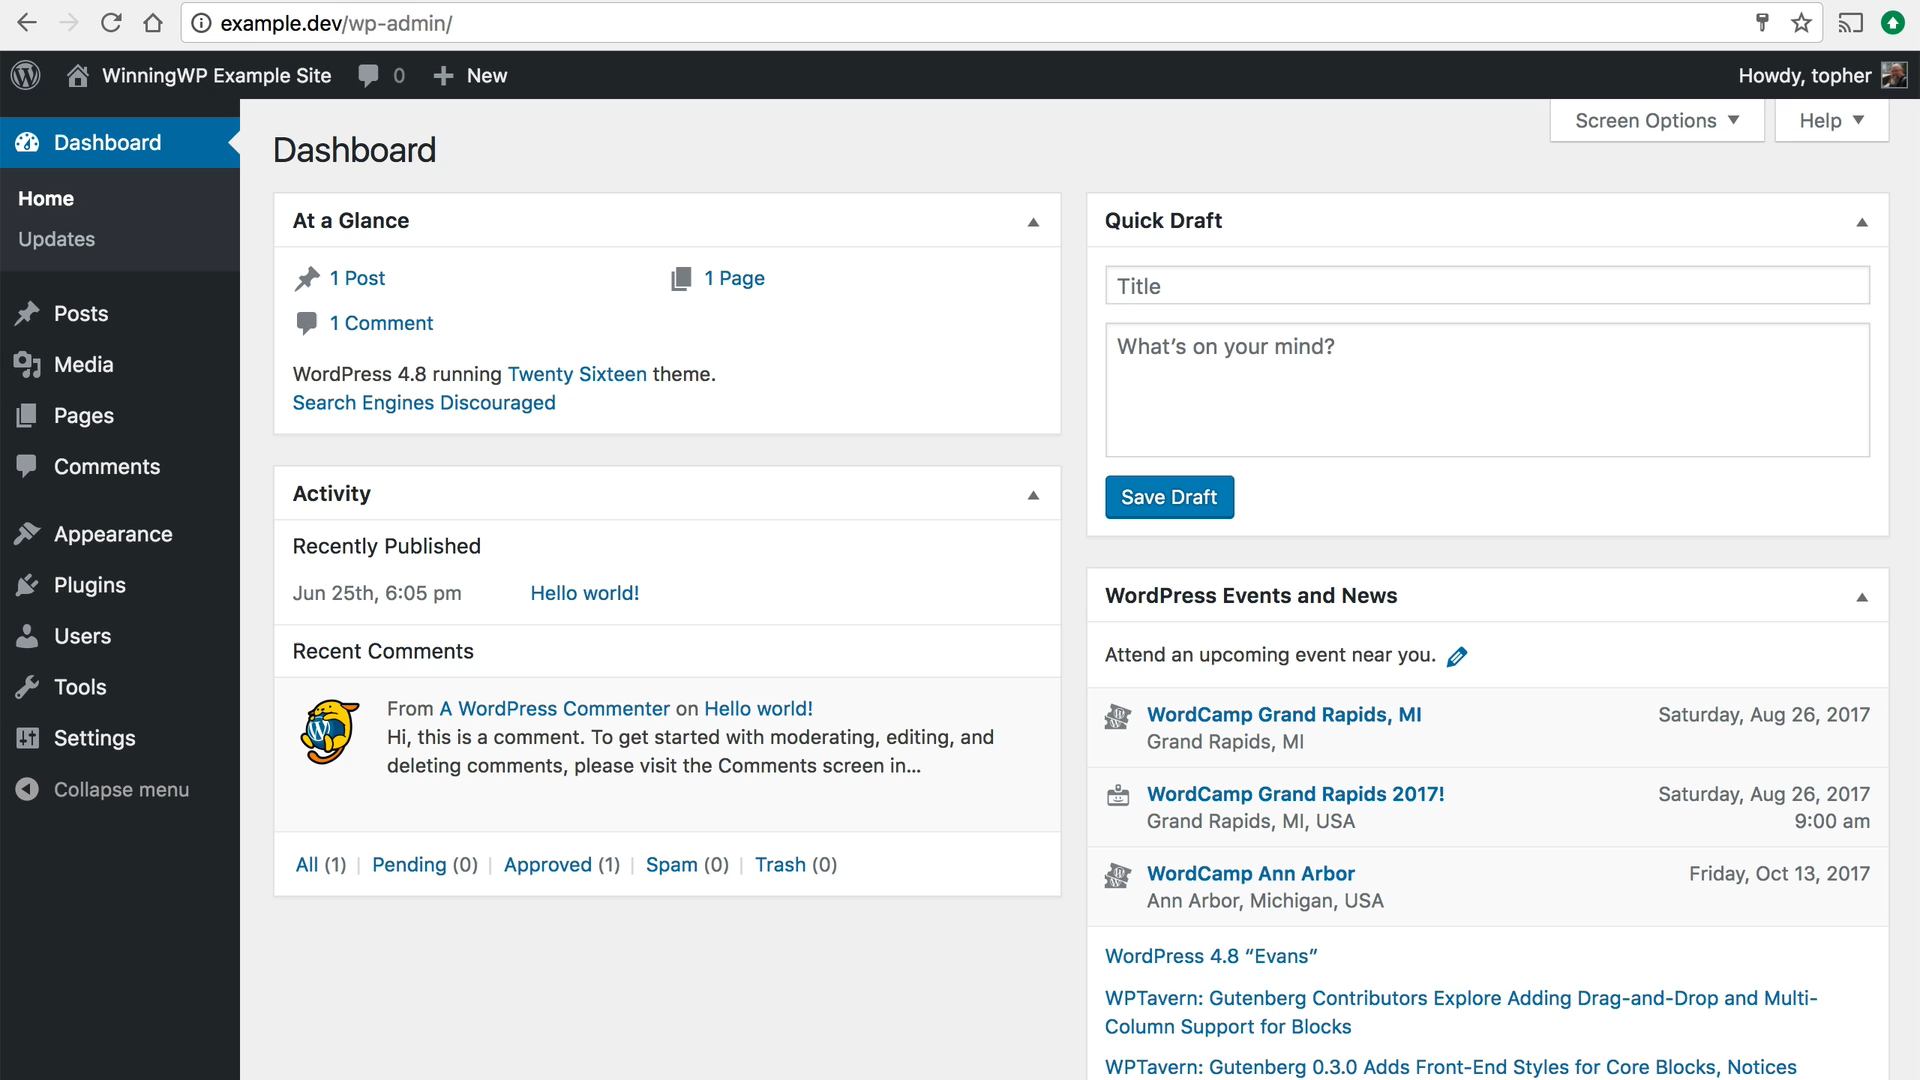 example.dev/wp-admin/
WinningWP Example Site
0
New
Howdy, topher
Dashboard
Home
Updates
Posts
Media
Pages
Comments
Appearance
Plugins
Users
Tools
Settings
Collapse menu
Screen Options
Help
Dashboard
At a Glance
1 Post
1 Page
1 Comment
WordPress 4.8 running Twenty Sixteen theme.
Search Engines Discouraged
Activity
Recently Published
Jun 25th, 6:05 pm Hello world!
Recent Comments
From A WordPress Commenter on Hello world!
Hi, this is a comment. To get started with moderating, editing, and
deleting comments, please visit the Comments screen in...
All (1) | Pending (0) | Approved (1) | Spam (0) | Trash (0)
Quick Draft
Title
What’s on your mind?
Save Draft
WordPress Events and News
Attend an upcoming event near you.
WordCamp Grand Rapids, MI Saturday, Aug 26, 2017
Grand Rapids, MI
WordCamp Grand Rapids 2017! Saturday, Aug 26, 2017
Grand Rapids, MI, USA 9:00 am
WordCamp Ann Arbor Friday, Oct 13, 2017
Ann Arbor, Michigan, USA
WordPress 4.8 “Evans”
WPTavern: Gutenberg Contributors Explore Adding Drag-and-Drop and Multi-
Column Support for Blocks
WPTavern: Gutenberg 0.3.0 Adds Front-End Styles for Core Blocks, Notices